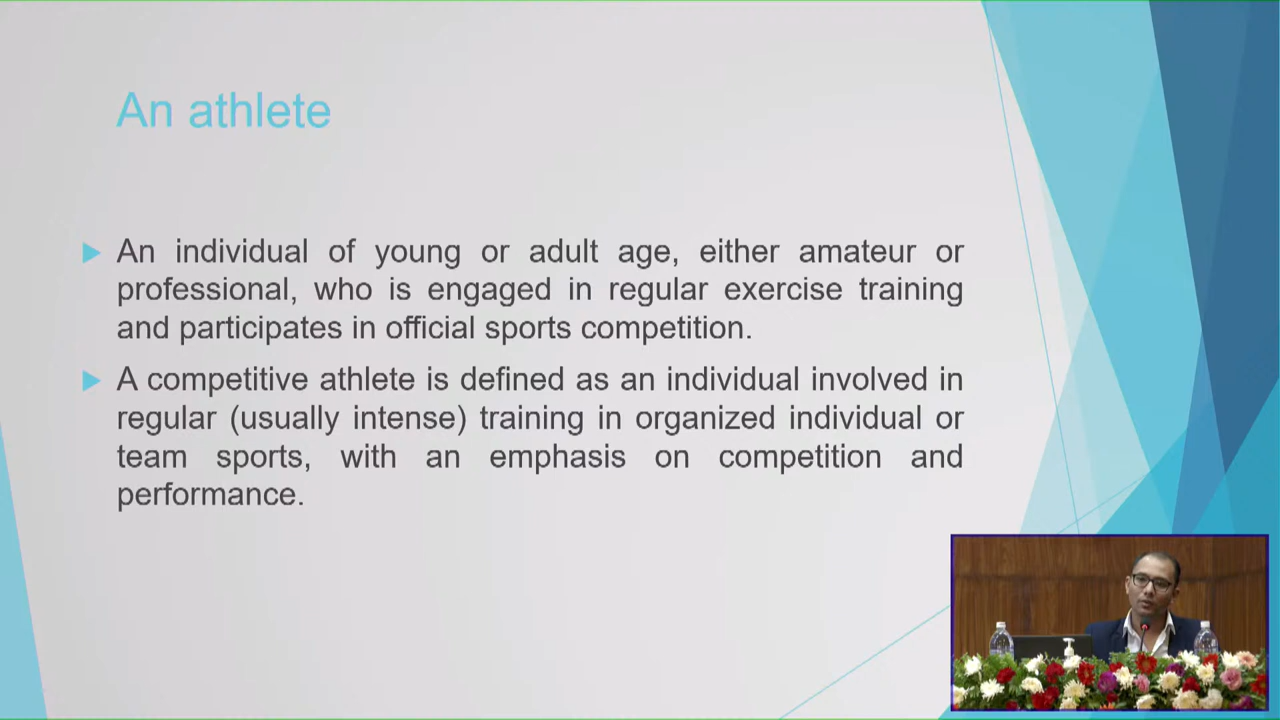 An athlete
An individual of young or adult age, either amateur or
professional, who is engaged in regular exercise training
and participates in official sports competition.
A competitive athlete is defined as an individual involved in
regular (usually intense) training in organized individual or
team sports, with an emphasis on competition and
performance.